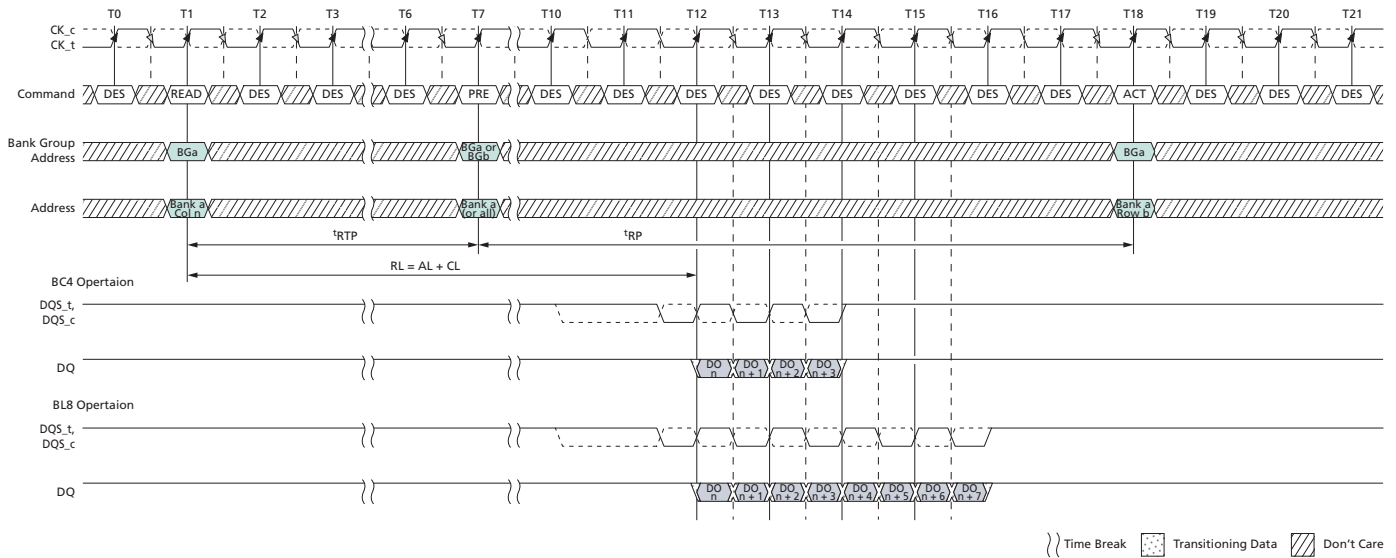 T0 T1 T2 T3 T6 T7 T10 T11 T12 T13 T14 T15 T16 T17 T18 T19 T20 T21
CK_c
CK_t
Command DES READ DES DES DES PRE DES DES DES DES DES DES DES DES ACT DES DES DES
Bank Group
Address
BGa
BGa or
BGb
BGa
Address
Bank a
Col n
Bank a
(or all)
Bank a
Row b
tRTP tRP
RL = AL + CL
BC4 Opertaion
DQS_t,
DQS_c
DQ
DO
n
DO
n + 1
DO
n + 2
DO
n + 3
BL8 Opertaion
DQS_t,
DQS_c
DQ
DO
n
DO
n + 1
DO
n + 2
DO
n + 3
DO
n + 4
DO
n + 5
DO
n + 6
DO
n + 7
Time Break Transitioning Data Don't Care